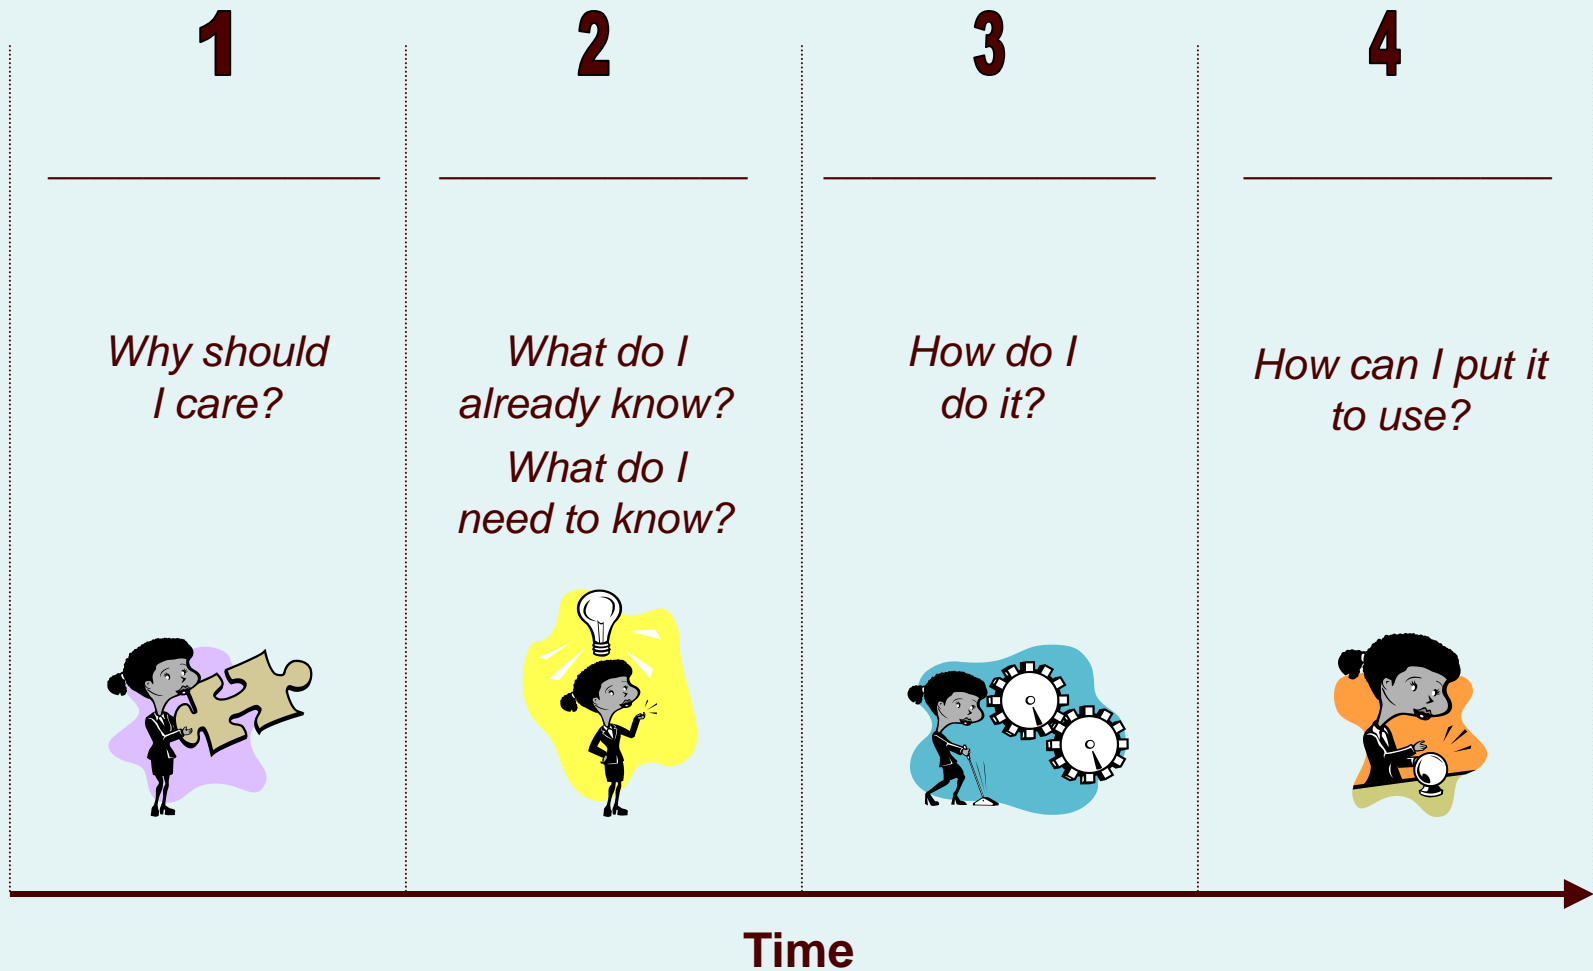 1
2
3
4
Why should
I care?
What do I
already know?
What do I
need to know?
How do I
do it?
How can I put it
to use?
Time